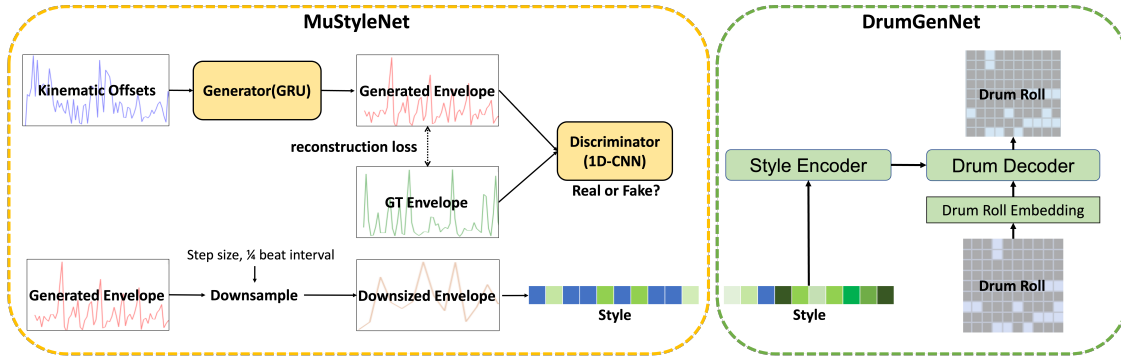 MuStyleNet
Kinematic Offsets
Generator(GRU)
Generated Envelope
reconstruction loss
Discriminator
(1D-CNN)
Real or Fake?
GT Envelope
Step size, ¼ beat interval
Generated Envelope
Downsample
Downsized Envelope
Style
DrumGenNet
Drum Roll
Style Encoder
Drum Decoder
Drum Roll Embedding
Drum Roll
Style